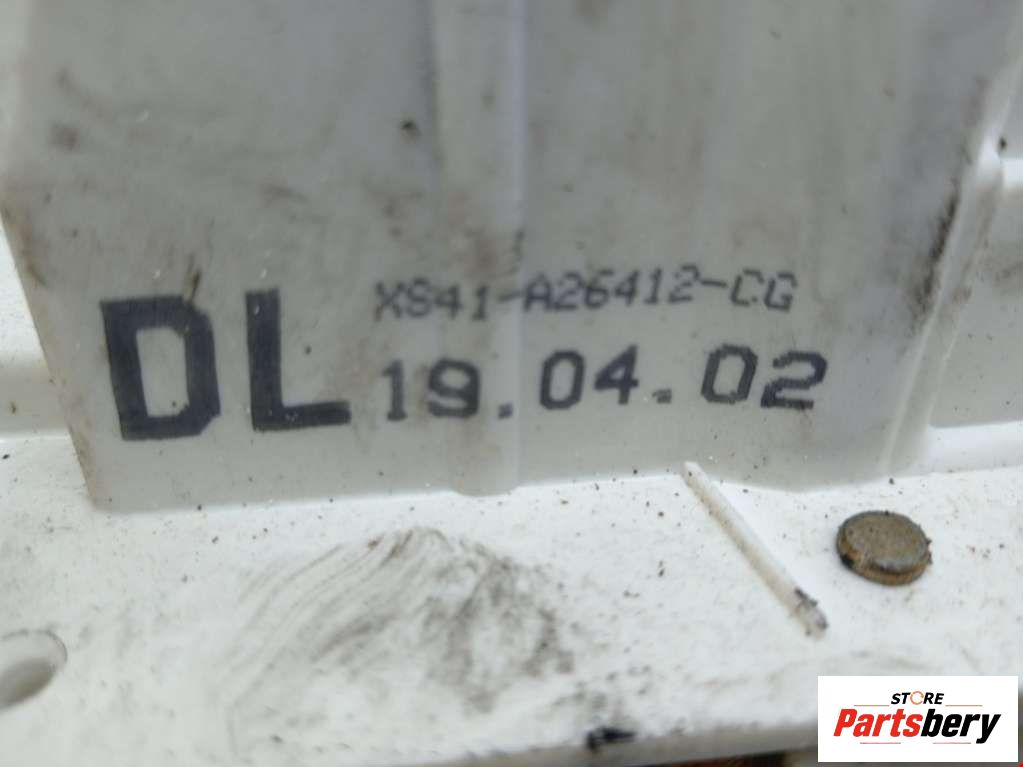 XS41-A26412-CG
DL 19.04.02
STORE
Partsbery